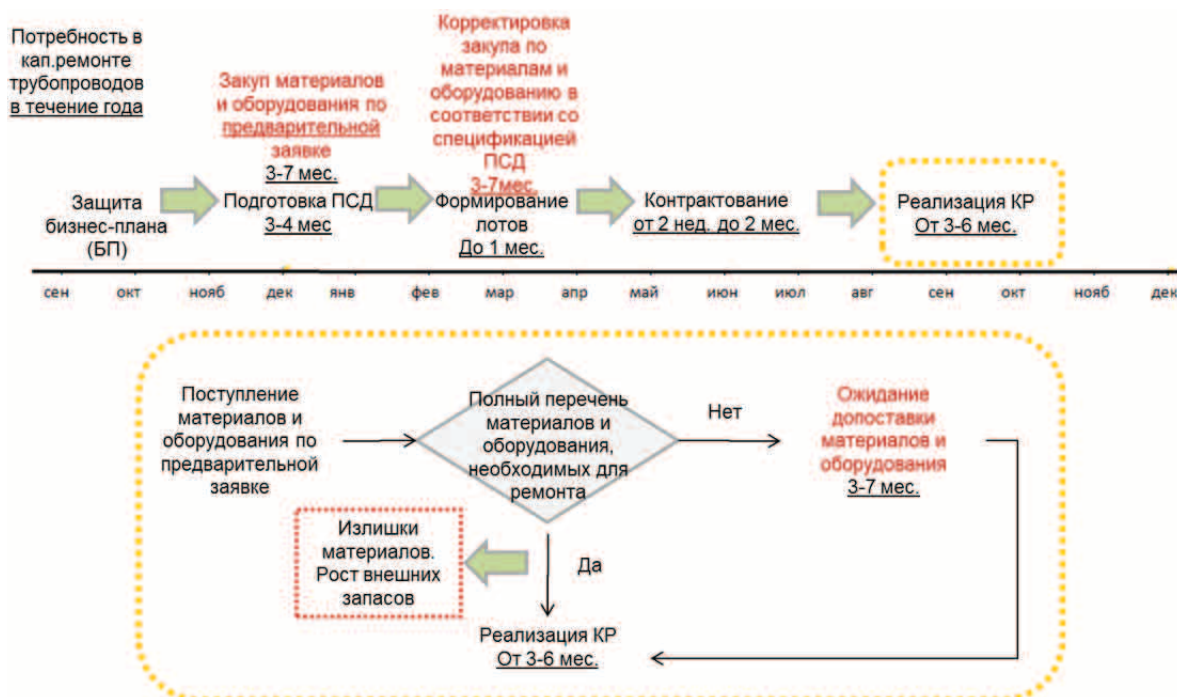 Потребность в
кап.ремонте
трубопроводов
в течение года
Закуп материалов
и оборудования по
предварительной
заявке
3-7 мес.
Корректировка
закупа по
материалам и
оборудованию в
соответствии со
спецификацией
ПСД
3-7мес.
Защита
бизнес-плана
(БП)
Подготовка ПСД
3-4 мес
Формирование
лотов
До 1 мес.
Контрактование
от 2 нед. до 2 мес.
Реализация КР
От 3-6 мес.
сен окт нояб дек янв фев мар апр май июн июл авг сен окт нояб дек
Поступление
материалов и
оборудования по
предварительной
заявке
Полный перечень
материалов и
оборудования,
необходимых для
ремонта
Нет
Ожидание
допоставки
материалов и
оборудования
3-7 мес.
Излишки
материалов.
Рост внешних
запасов
Да
Реализация КР
От 3-6 мес.